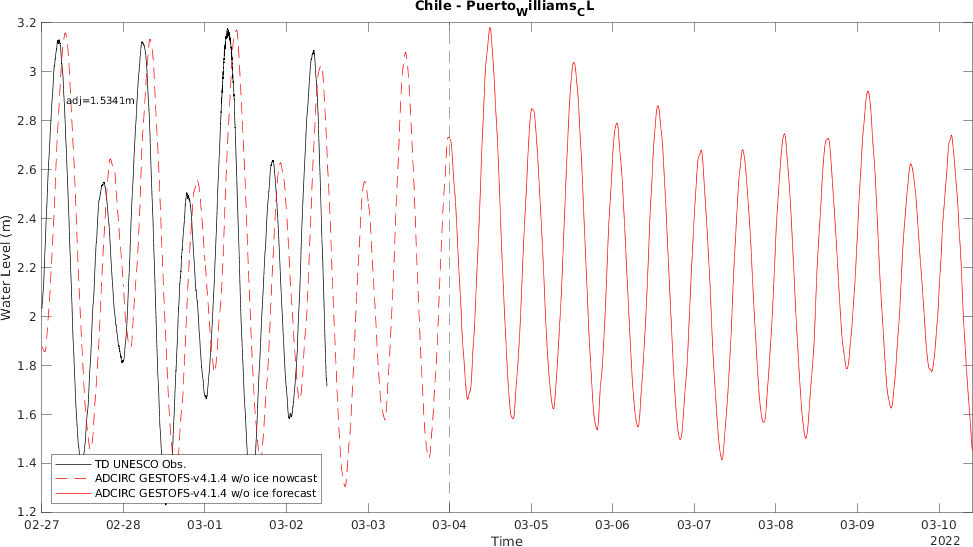 Chile - Puerto_Williams_CL
3.2
3
2.8
2.6
2.4
2.2
2
1.8
1.6
1.4
1.2
Water Level (m)
adj=1.5341m
TD UNESCO Obs.
ADCIRC GESTOFS-v4.1.4 w/o ice nowcast
ADCIRC GESTOFS-v4.1.4 w/o ice forecast
02-27 02-28 03-01 03-02 03-03 03-04 03-05 03-06 03-07 03-08 03-09 03-10
Time
2022